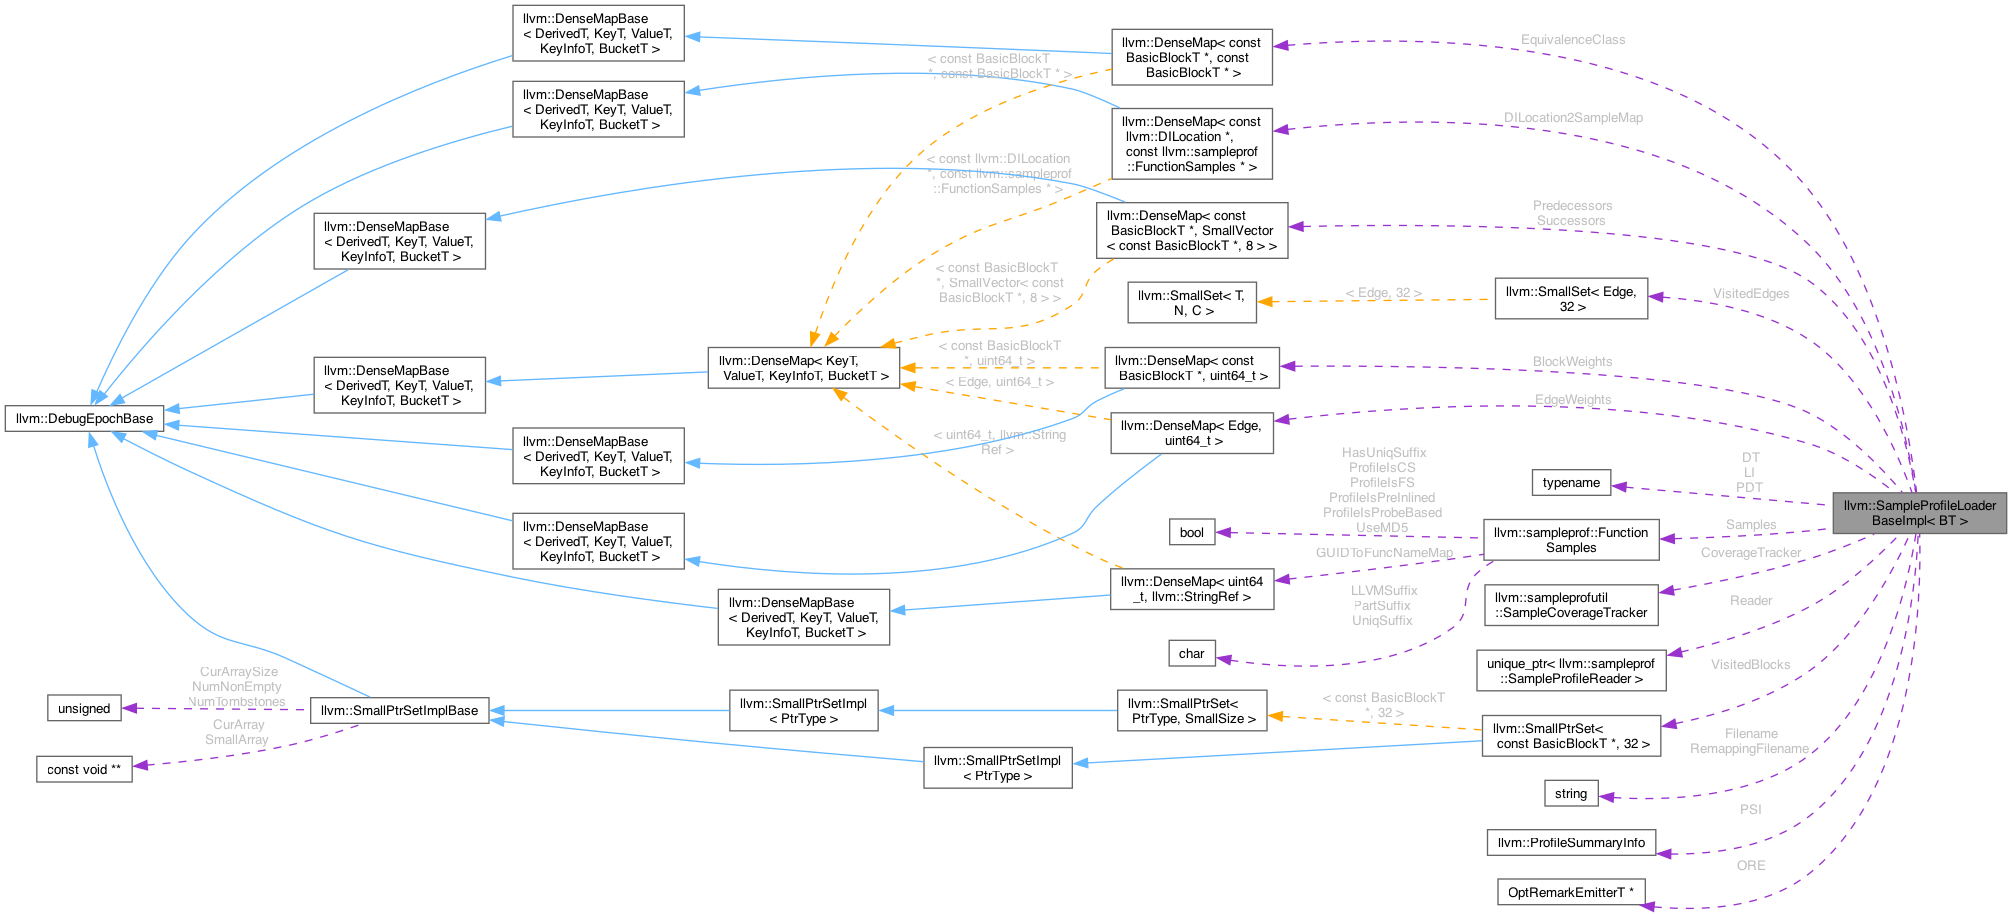 llvm::DenseMapBase
< DerivedT, KeyT, ValueT,
KeyInfoT, BucketT >
llvm::DenseMapBase
< DerivedT, KeyT, ValueT,
KeyInfoT, BucketT >
llvm::DenseMapBase
< DerivedT, KeyT, ValueT,
KeyInfoT, BucketT >
llvm::DenseMapBase
< DerivedT, KeyT, ValueT,
KeyInfoT, BucketT >
llvm::DebugEpochBase
llvm::DenseMapBase
< DerivedT, KeyT, ValueT,
KeyInfoT, BucketT >
llvm::DenseMapBase
< DerivedT, KeyT, ValueT,
KeyInfoT, BucketT >
llvm::DenseMapBase
< DerivedT, KeyT, ValueT,
KeyInfoT, BucketT >
unsigned
const void **
CurArraySize
NumNonEmpty
NumTombstones
CurArray
SmallArray
llvm::SmallPtrSetImplBase
llvm::SmallPtrSetImpl
< PtrType >
llvm::SmallPtrSetImpl
< PtrType >
llvm::DenseMap< KeyT,
ValueT, KeyInfoT, BucketT >
< const BasicBlockT
*, const BasicBlockT * >
< const llvm::DILocation
*, const llvm::sampleprof
::FunctionSamples * >
< const BasicBlockT
*, SmallVector< const
BasicBlockT *, 8 > >
< const BasicBlockT
*, uint64_t >
< Edge, uint64_t >
< uint64_t, llvm::String
Ref >
llvm::DenseMap< const
BasicBlockT *, const
BasicBlockT * >
llvm::DenseMap< const
llvm::DILocation *,
const llvm::sampleprof
::FunctionSamples * >
llvm::DenseMap< const
BasicBlockT *, SmallVector
< const BasicBlockT *, 8 > >
llvm::SmallSet< T,
N, C >
llvm::DenseMap< const
BasicBlockT *, uint64_t >
llvm::DenseMap< Edge,
uint64_t >
bool
llvm::DenseMap< uint64
_t, llvm::StringRef >
char
llvm::SmallPtrSet<
PtrType, SmallSize >
< Edge, 32 >
HasUniqSuffix
ProfileIsCS
ProfileIsFS
ProfileIsPreInlined
ProfileIsProbeBased
UseMD5
GUIDToFuncNameMap
LLVMSuffix
PartSuffix
UniqSuffix
< const BasicBlockT
*, 32 >
EquivalenceClass
DILocation2SampleMap
Predecessors
Successors
llvm::SmallSet< Edge,
32 >
VisitedEdges
BlockWeights
EdgeWeights
typename
DT
LI
PDT
llvm::sampleprof::Function
Samples
Samples
llvm::sampleprofutil
::SampleCoverageTracker
CoverageTracker
unique_ptr< llvm::sampleprof
::SampleProfileReader >
Reader
llvm::SmallPtrSet<
const BasicBlockT *, 32 >
VisitedBlocks
string
Filename
RemappingFilename
llvm::ProfileSummaryInfo
PSI
OptRemarkEmitterT *
ORE
llvm::SampleProfileLoader
BaseImpl< BT >